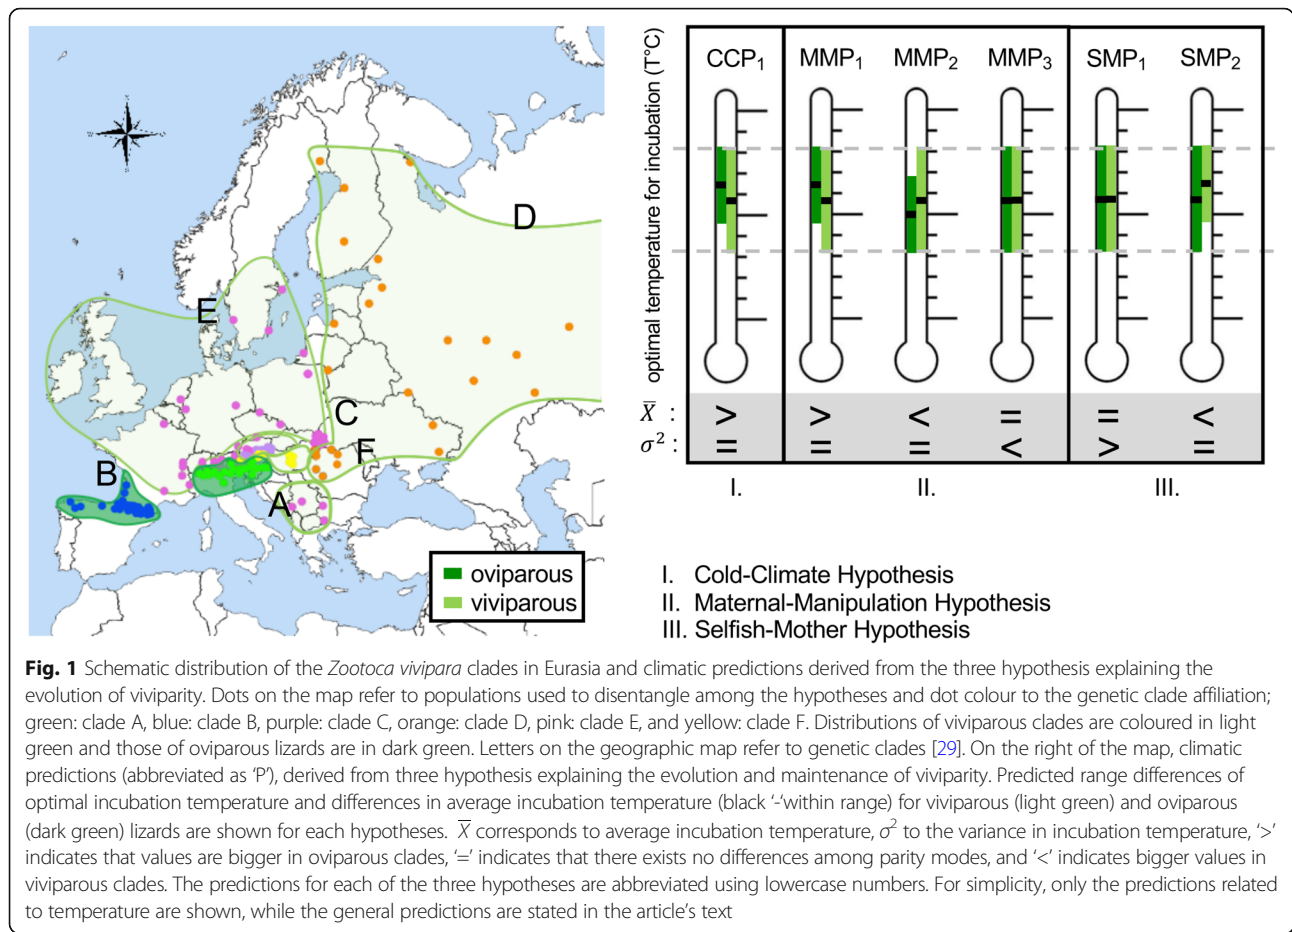 E
D
C
B
F
A
oviparous
viviparous
optimal temperature for incubation (T°C)
CCP₁ MMP₁ MMP₂ MMP₃ SMP₁ SMP₂
X̅ : > > < = = <
σ² : = = = < > =
I. II. III.
I. Cold-Climate Hypothesis
II. Maternal-Manipulation Hypothesis
III. Selfish-Mother Hypothesis
Fig. 1 Schematic distribution of the Zootoca vivipara clades in Eurasia and climatic predictions derived from the three hypothesis explaining the
evolution of viviparity. Dots on the map refer to populations used to disentangle among the hypotheses and dot colour to the genetic clade affiliation;
green: clade A, blue: clade B, purple: clade C, orange: clade D, pink: clade E, and yellow: clade F. Distributions of viviparous clades are coloured in light
green and those of oviparous lizards are in dark green. Letters on the geographic map refer to genetic clades [29]. On the right of the map, climatic
predictions (abbreviated as ‘P’), derived from three hypothesis explaining the evolution and maintenance of viviparity. Predicted range differences of
optimal incubation temperature and differences in average incubation temperature (black ‘-‘within range) for viviparous (light green) and oviparous
(dark green) lizards are shown for each hypotheses. X̅ corresponds to average incubation temperature, σ² to the variance in incubation temperature, ‘>’
indicates that values are bigger in oviparous clades, ‘=’ indicates that there exists no differences among parity modes, and ‘<’ indicates bigger values in
viviparous clades. The predictions for each of the three hypotheses are abbreviated using lowercase numbers. For simplicity, only the predictions related
to temperature are shown, while the general predictions are stated in the article’s text